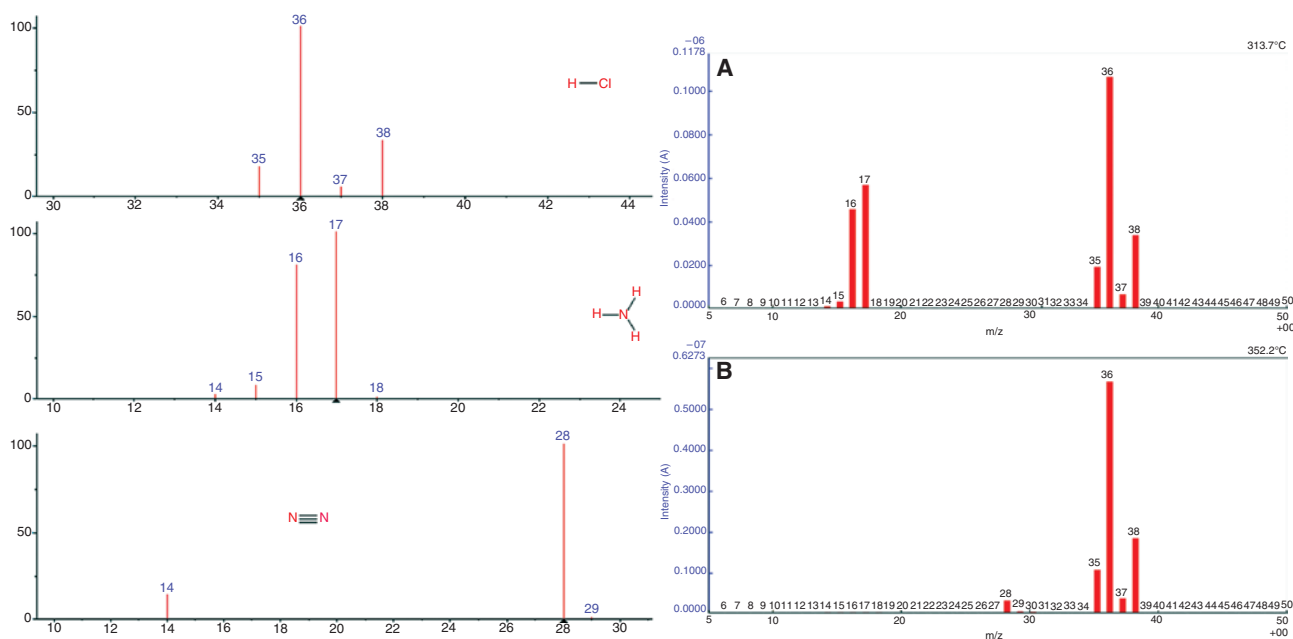 100
50
0
36
35
37
38
H Cl
30 32 34 36 38 40 42 44
100
50
0
17
16
15
14
18
H
H N
H
10 12 14 16 18 20 22 24
100
50
0
28
14
29
N N
10 12 14 16 18 20 22 24 26 28 30
−06
0.1178
313.7°C
A
Intensity (A)
0.1000
0.0800
0.0600
0.0400
0.0200
0.0000
36
17
16
38
35
37
15
14
6 7 8 9 10 11 12 13 18 19 20 21 22 23 24 25 26 27 28 29 30 31 32 33 34 39 40 41 42 43 44 45 46 47 48 49 50
5 10 20 30 40 50
+00
m/z
−07
0.6273
352.2°C
B
Intensity (A)
0.5000
0.4000
0.3000
0.2000
0.1000
0.0000
36
38
35
37
28
6 7 8 9 10 11 12 13 14 15 16 17 18 19 20 21 22 23 24 25 26 27 29 30 31 32 33 34 39 40 41 42 43 44 45 46 47 48 49 50
5 10 20 30 40 50
+00
m/z